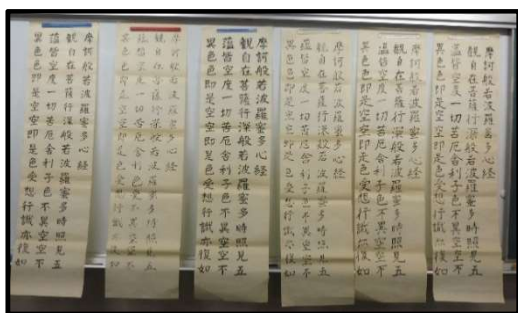 摩訶般若波羅蜜多心経
観自在菩薩行深般若波羅蜜多時照見五
温皆空度一切苦厄舎利子色不異空空不
異色色即是空空即是色受想行識亦復如
摩訶般若波羅蜜多心経
観自在菩薩行深般若波羅蜜多時照見五
温皆空度一切苦厄舎利子色不異空空不
異色色即是空空即是色受想行識亦復如
摩訶般若波羅蜜多心経
観自在菩薩行深般若波羅蜜多時照見五
蘊皆空度一切苦厄舎利子色不異空空不
異色色即是空空即是色受想行識亦復如
摩訶般若波羅蜜多心経
観自在菩薩行深般若波羅蜜多時照見五
蘊皆空度一切苦厄舎利子色不異空空不
異色色即是空空即是色受想行識亦復如
摩訶般若波羅蜜多心経
観自在菩薩行深般若波羅蜜多時照見五
蘊皆空度一切苦厄舎利子色不異空空不
異色色即是空空即是色受想行識亦復如
摩訶般若波羅蜜多心経
観自在菩薩行深般若波羅蜜多時照見五
蘊皆空度一切苦厄舎利子色不異空空不
異色色即是空空即是色受想行識亦復如